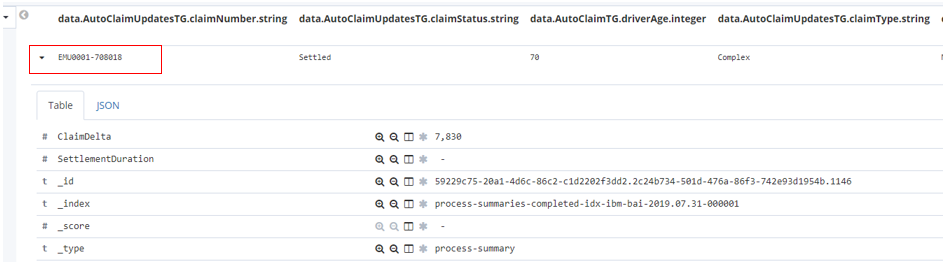 data.AutoClaimUpdatesTG.claimNumber.string data.AutoClaimUpdatesTG.claimStatus.string data.AutoClaimTG.driverAge.integer data.AutoClaimUpdatesTG.claimType.string
EMU0001-708018 Settled 70 Complex
Table JSON
# ClaimDelta 7,830
# SettlementDuration -
t _id 59229c75-20a1-4d6c-86c2-c1d2202f3dd2.2c24b734-501d-476a-86f3-742e93d1954b.1146
t _index process-summaries-completed-idx-ibm-bai-2019.07.31-000001
# _score -
t _type process-summary